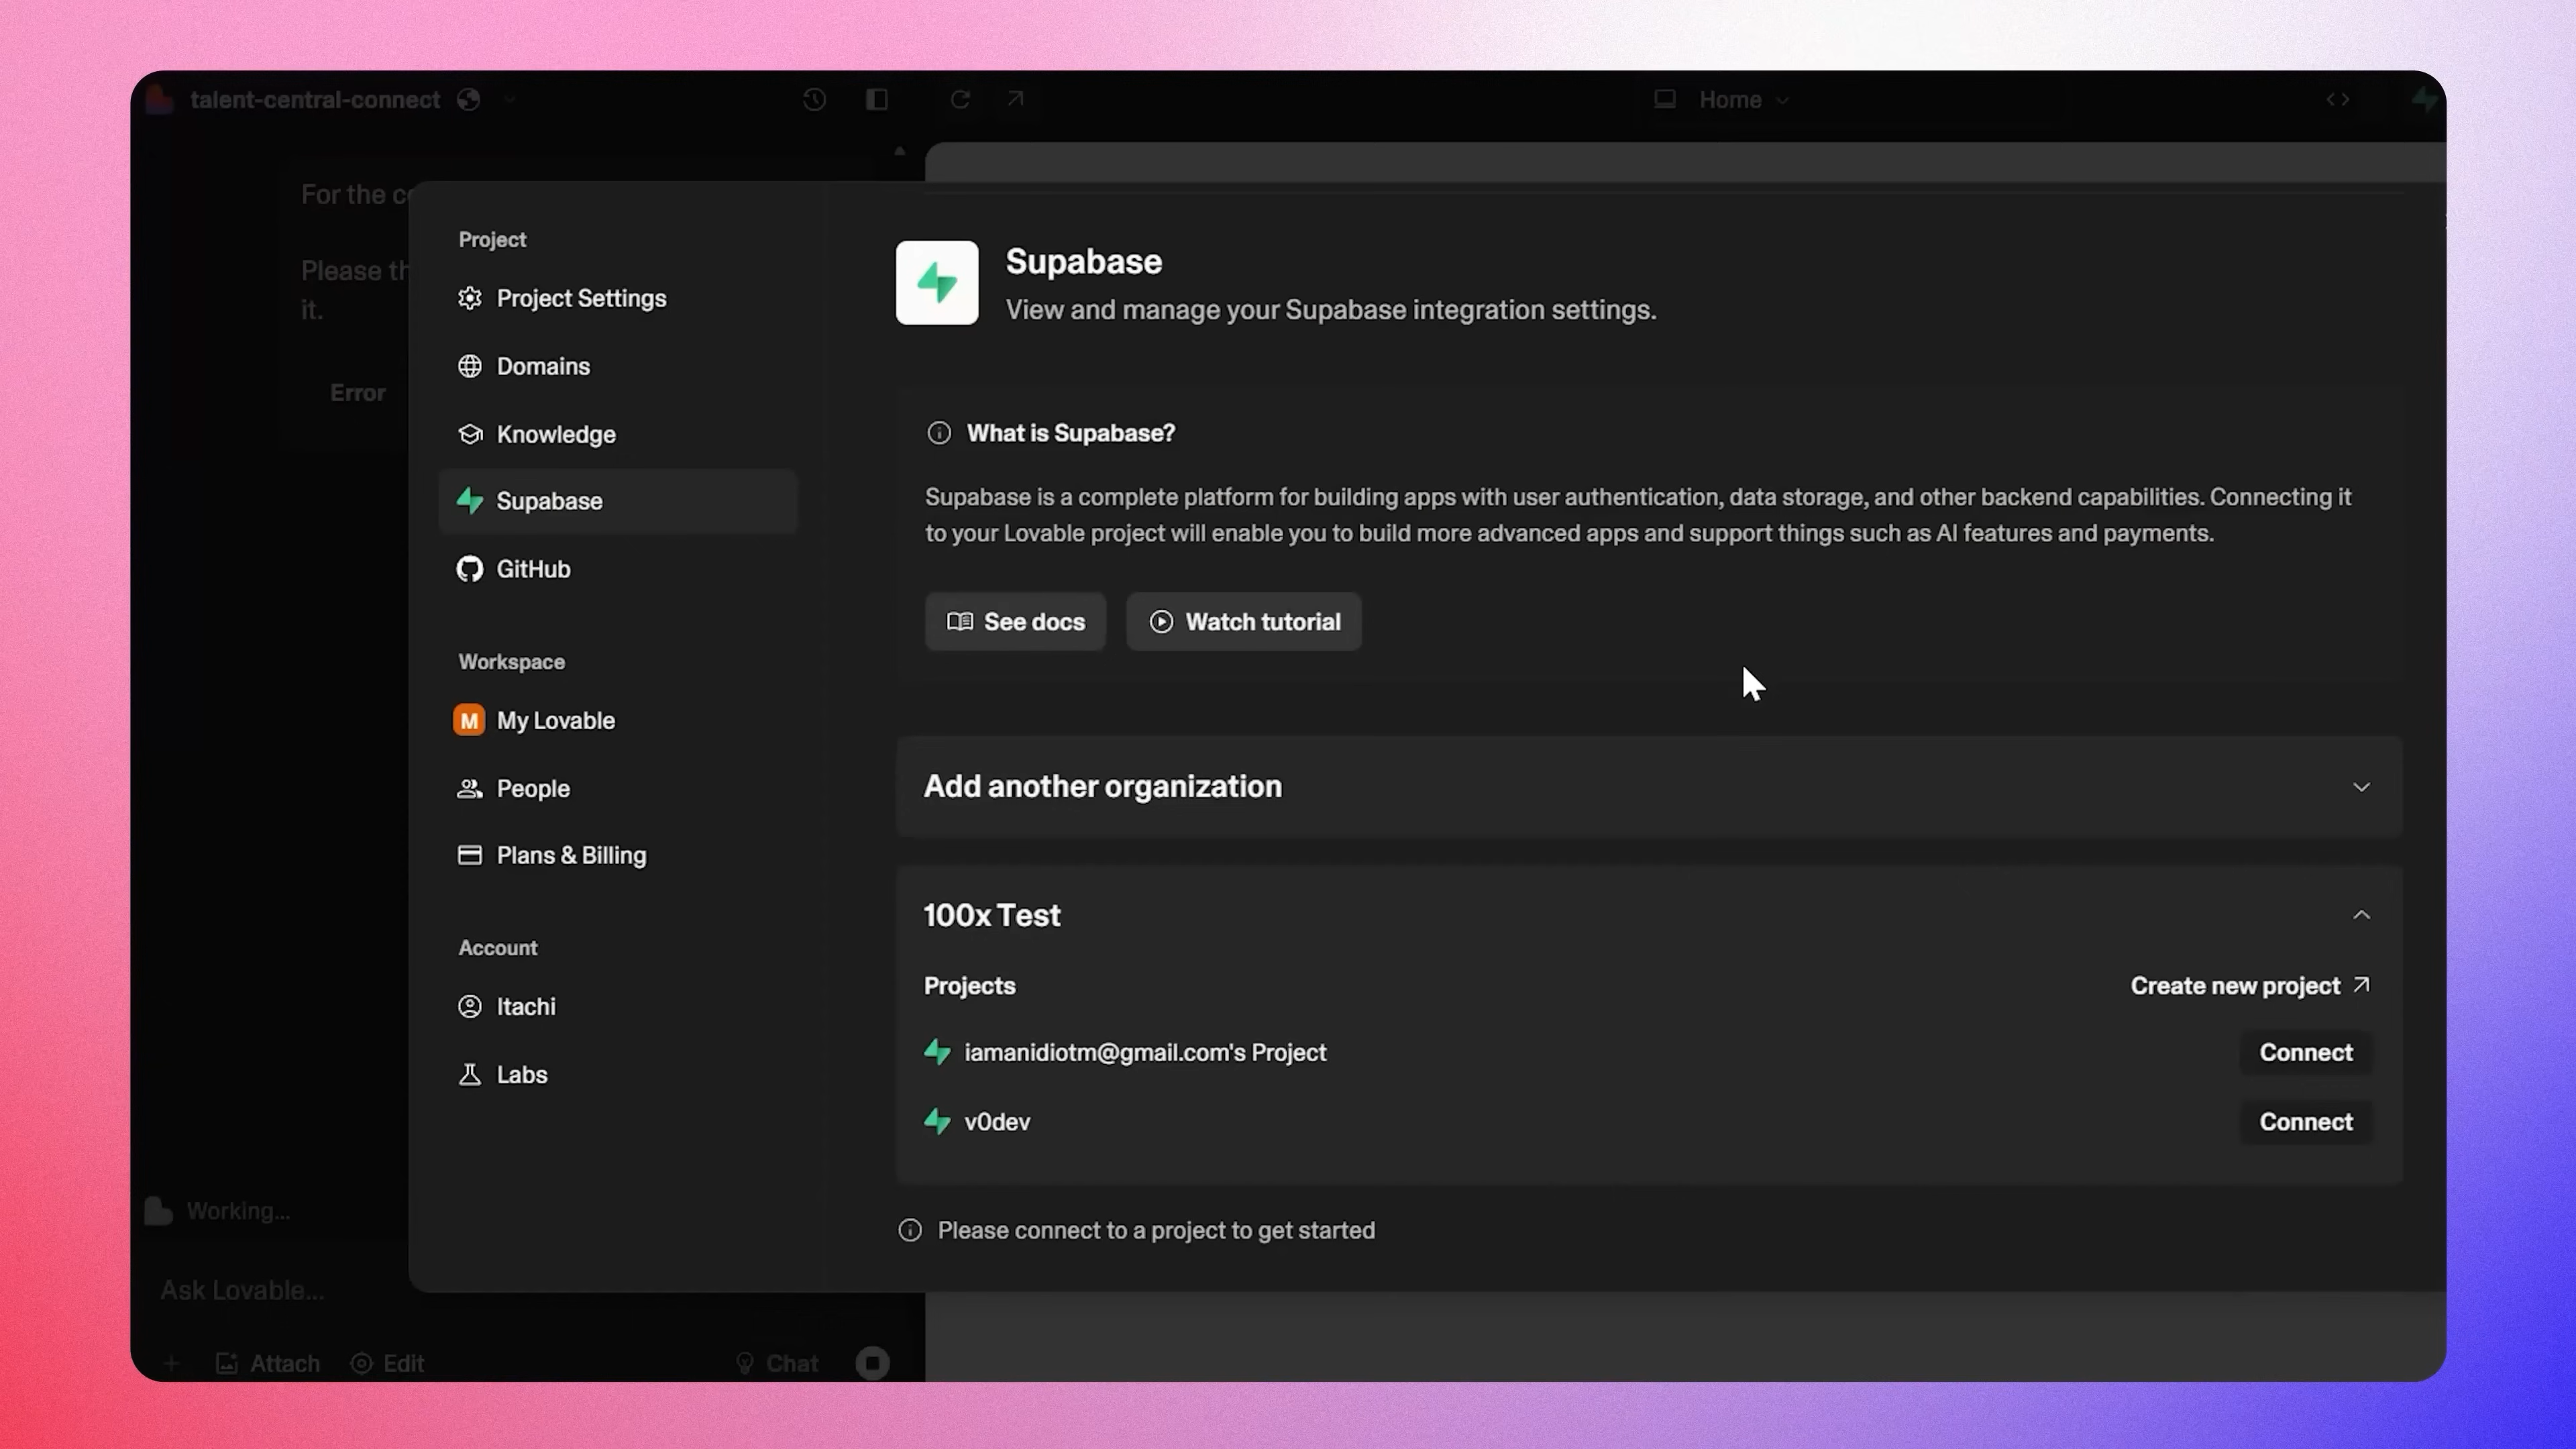 talent-central-connect
Home
For the c
Please th
it.
Error
Project
Project Settings
Domains
Knowledge
Supabase
GitHub
Workspace
M My Lovable
People
Plans & Billing
Account
Itachi
Labs
Supabase
View and manage your Supabase integration settings.
What is Supabase?
Supabase is a complete platform for building apps with user authentication, data storage, and other backend capabilities. Connecting it
to your Lovable project will enable you to build more advanced apps and support things such as AI features and payments.
See docs
Watch tutorial
Add another organization
100x Test
Projects
Create new project
iamanidiotm@gmail.com's Project
Connect
v0dev
Connect
Please connect to a project to get started
Working...
Ask Lovable...
Attach
Edit
Chat